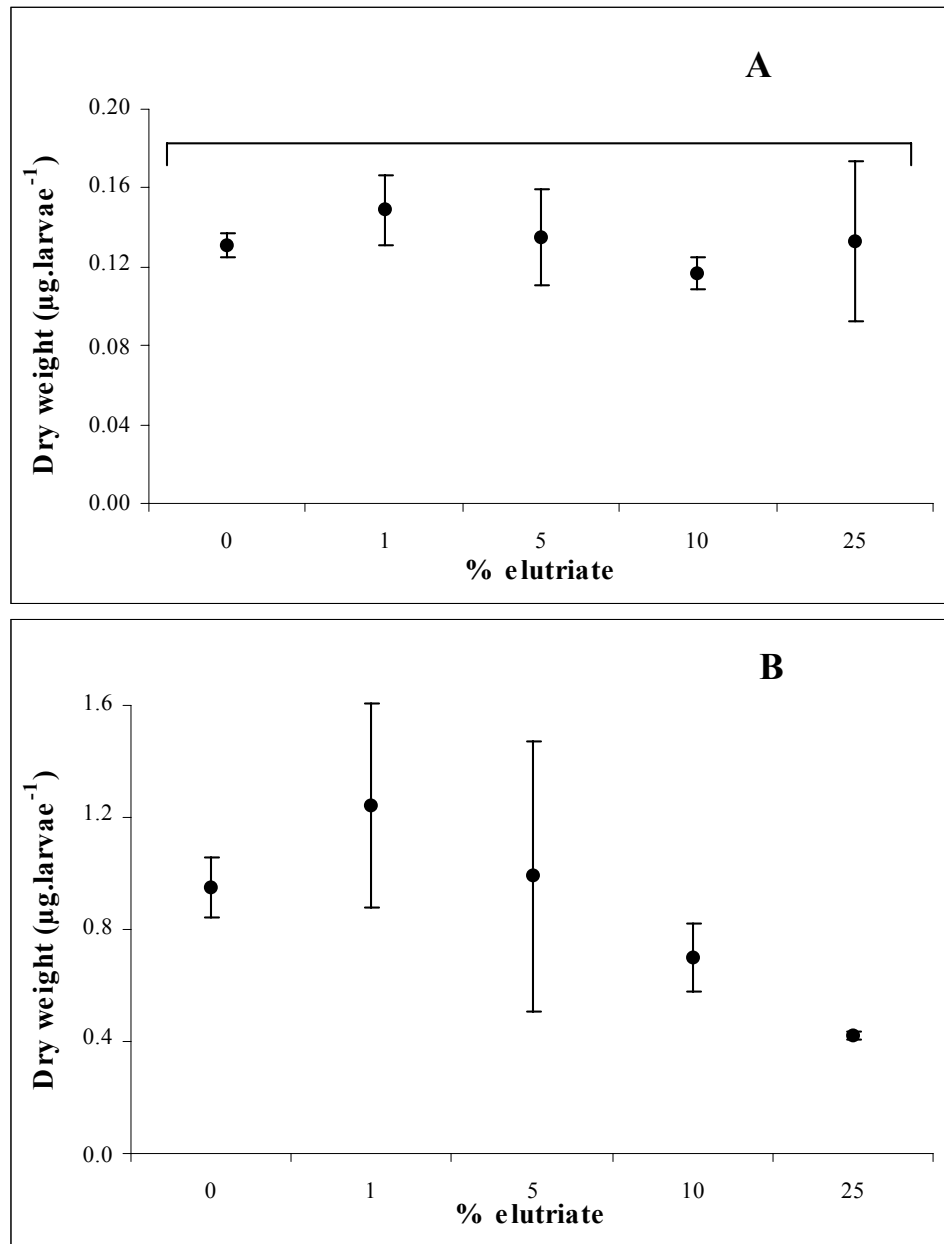 A
0.20
0.16
0.12
0.08
0.04
0.00
Dry weight (µg.larvae⁻¹)
0 1 5 10 25
% elutriate
B
1.6
1.2
0.8
0.4
0.0
Dry weight (µg.larvae⁻¹)
0 1 5 10 25
% elutriate